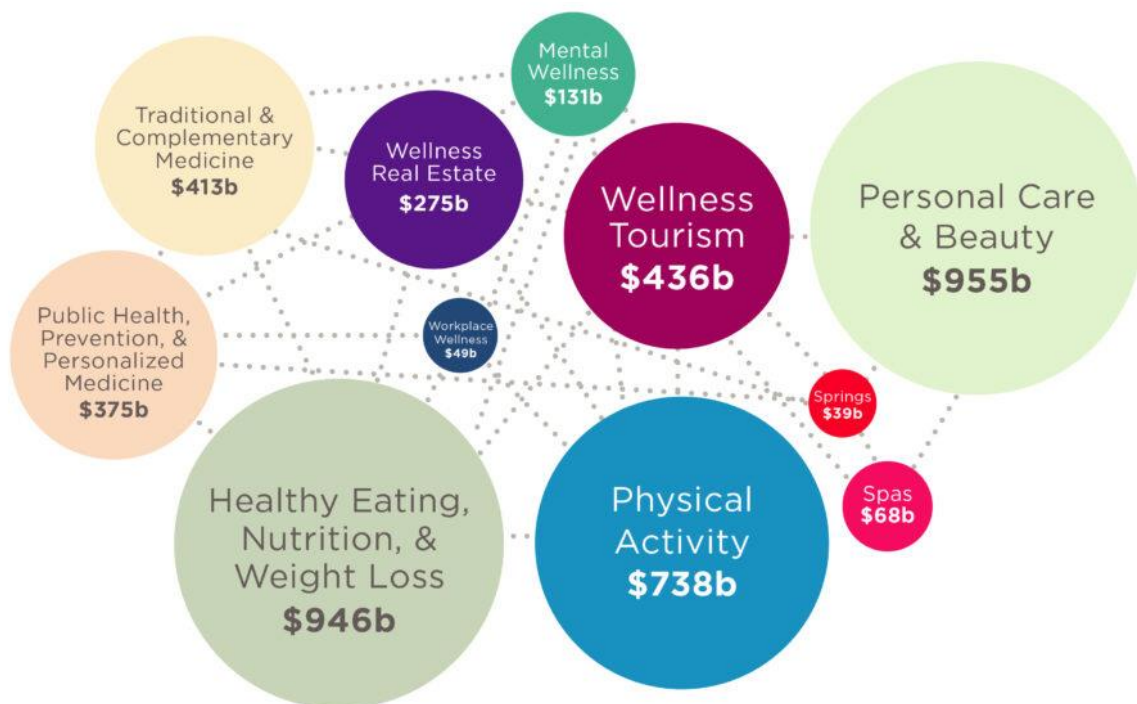 Mental
Wellness
$131b
Traditional &
Complementary
Medicine
$413b
Wellness
Real Estate
$275b
Wellness
Tourism
$436b
Personal Care
& Beauty
$955b
Public Health,
Prevention, &
Personalized
Medicine
$375b
Workplace
Wellness
$49b
Springs
$39b
Healthy Eating,
Nutrition, &
Weight Loss
$946b
Physical
Activity
$738b
Spas
$68b